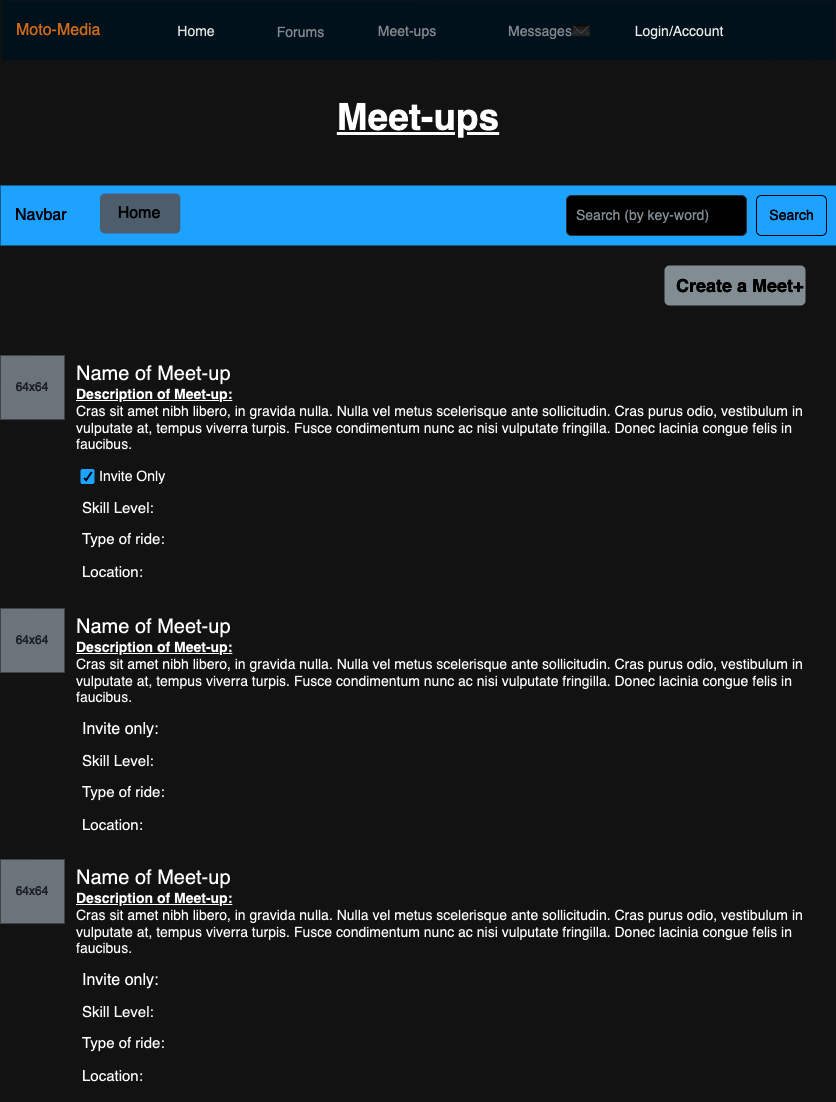 Moto-Media Home Forums Meet-ups Messages Login/Account
Meet-ups
Navbar Home Search (by key-word) Search
Create a Meet+
64x64
Name of Meet-up
Description of Meet-up:
Cras sit amet nibh libero, in gravida nulla. Nulla vel metus scelerisque ante sollicitudin. Cras purus odio, vestibulum in
vulputate at, tempus viverra turpis. Fusce condimentum nunc ac nisi vulputate fringilla. Donec lacinia congue felis in
faucibus.
Invite Only
Skill Level:
Type of ride:
Location:
64x64
Name of Meet-up
Description of Meet-up:
Cras sit amet nibh libero, in gravida nulla. Nulla vel metus scelerisque ante sollicitudin. Cras purus odio, vestibulum in
vulputate at, tempus viverra turpis. Fusce condimentum nunc ac nisi vulputate fringilla. Donec lacinia congue felis in
faucibus.
Invite only:
Skill Level:
Type of ride:
Location:
64x64
Name of Meet-up
Description of Meet-up:
Cras sit amet nibh libero, in gravida nulla. Nulla vel metus scelerisque ante sollicitudin. Cras purus odio, vestibulum in
vulputate at, tempus viverra turpis. Fusce condimentum nunc ac nisi vulputate fringilla. Donec lacinia congue felis in
faucibus.
Invite only:
Skill Level:
Type of ride:
Location: